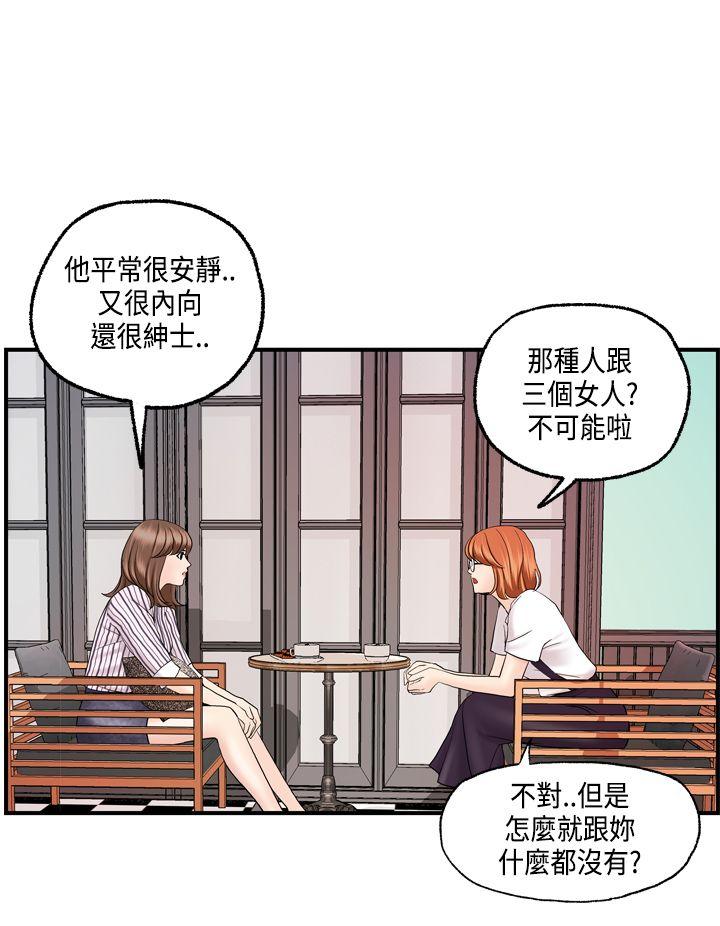 他平常很安靜..
又很內向
還很紳士..
那種人跟
三個女人?
不可能啦
不對..但是
怎麼就跟妳
什麼都沒有?